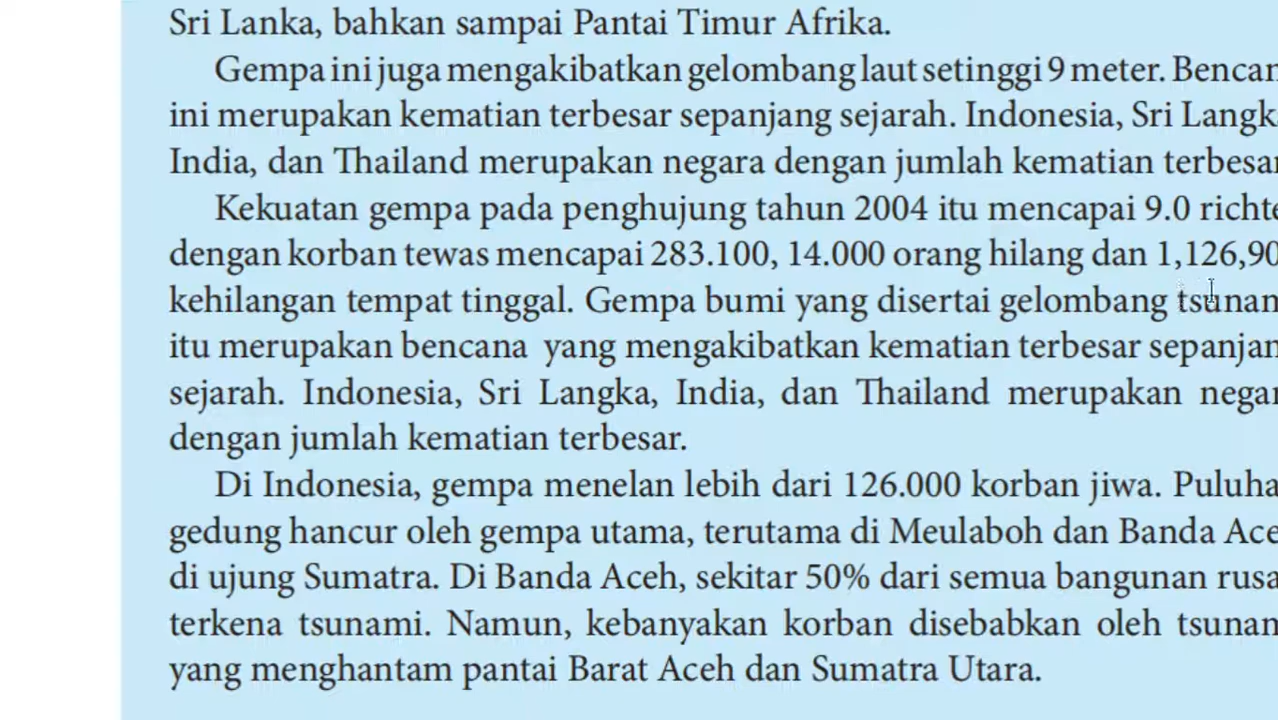 Sri Lanka, bahkan sampai Pantai Timur Afrika.
Gempa ini juga mengakibatkan gelombang laut setinggi 9 meter. Bencan
ini merupakan kematian terbesar sepanjang sejarah. Indonesia, Sri Langk
India, dan Thailand merupakan negara dengan jumlah kematian terbesar
Kekuatan gempa pada penghujung tahun 2004 itu mencapai 9.0 richte
dengan korban tewas mencapai 283.100, 14.000 orang hilang dan 1,126,90
kehilangan tempat tinggal. Gempa bumi yang disertai gelombang tsunam
itu merupakan bencana yang mengakibatkan kematian terbesar sepanjan
sejarah. Indonesia, Sri Langka, India, dan Thailand merupakan negar
dengan jumlah kematian terbesar.
Di Indonesia, gempa menelan lebih dari 126.000 korban jiwa. Puluha
gedung hancur oleh gempa utama, terutama di Meulaboh dan Banda Ace
di ujung Sumatra. Di Banda Aceh, sekitar 50% dari semua bangunan rusa
terkena tsunami. Namun, kebanyakan korban disebabkan oleh tsunam
yang menghantam pantai Barat Aceh dan Sumatra Utara.